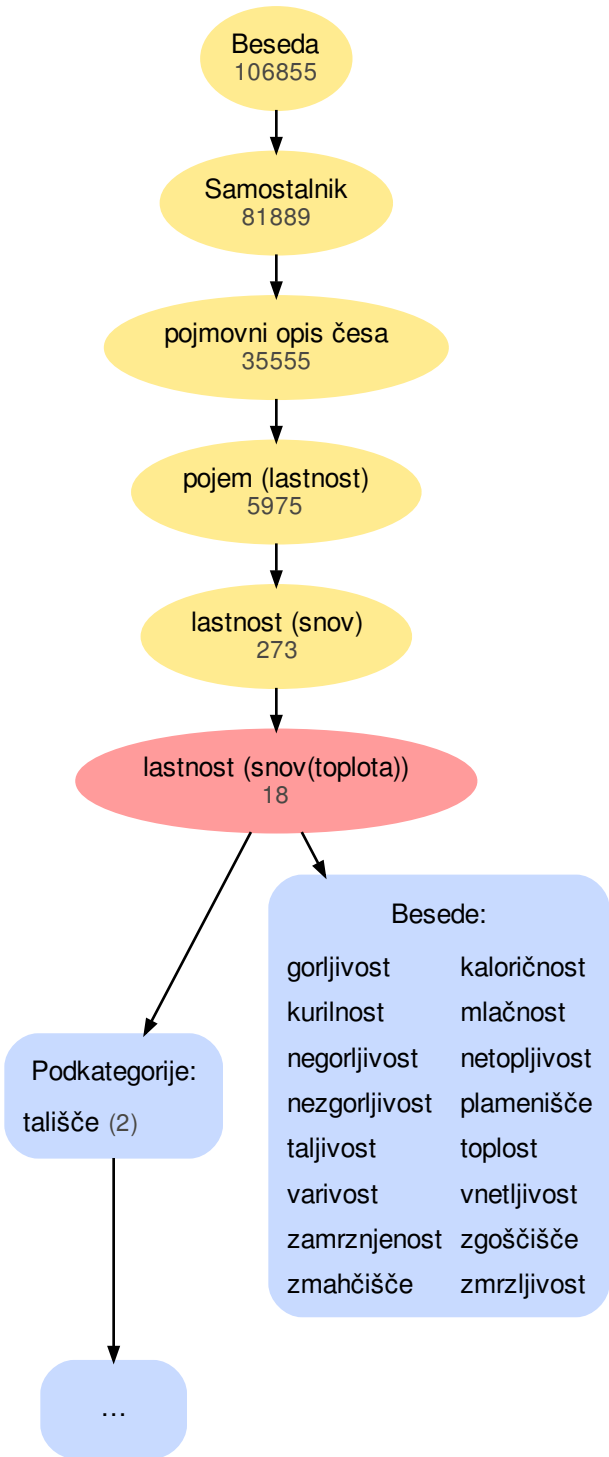 Beseda
106855
Samostalnik
81889
pojmovni opis česa
35555
pojem (lastnost)
5975
lastnost (snov)
273
lastnost (snov(toplota))
18
Besede:
gorljivost kaloričnost
kurilnost mlačnost
negorljivost netopljivost
nezgorljivost plamenišče
taljivost toplost
varivost vnetljivost
zamrznjenost zgoščišče
zmahčišče zmrzljivost
Podkategorije:
tališče (2)
...